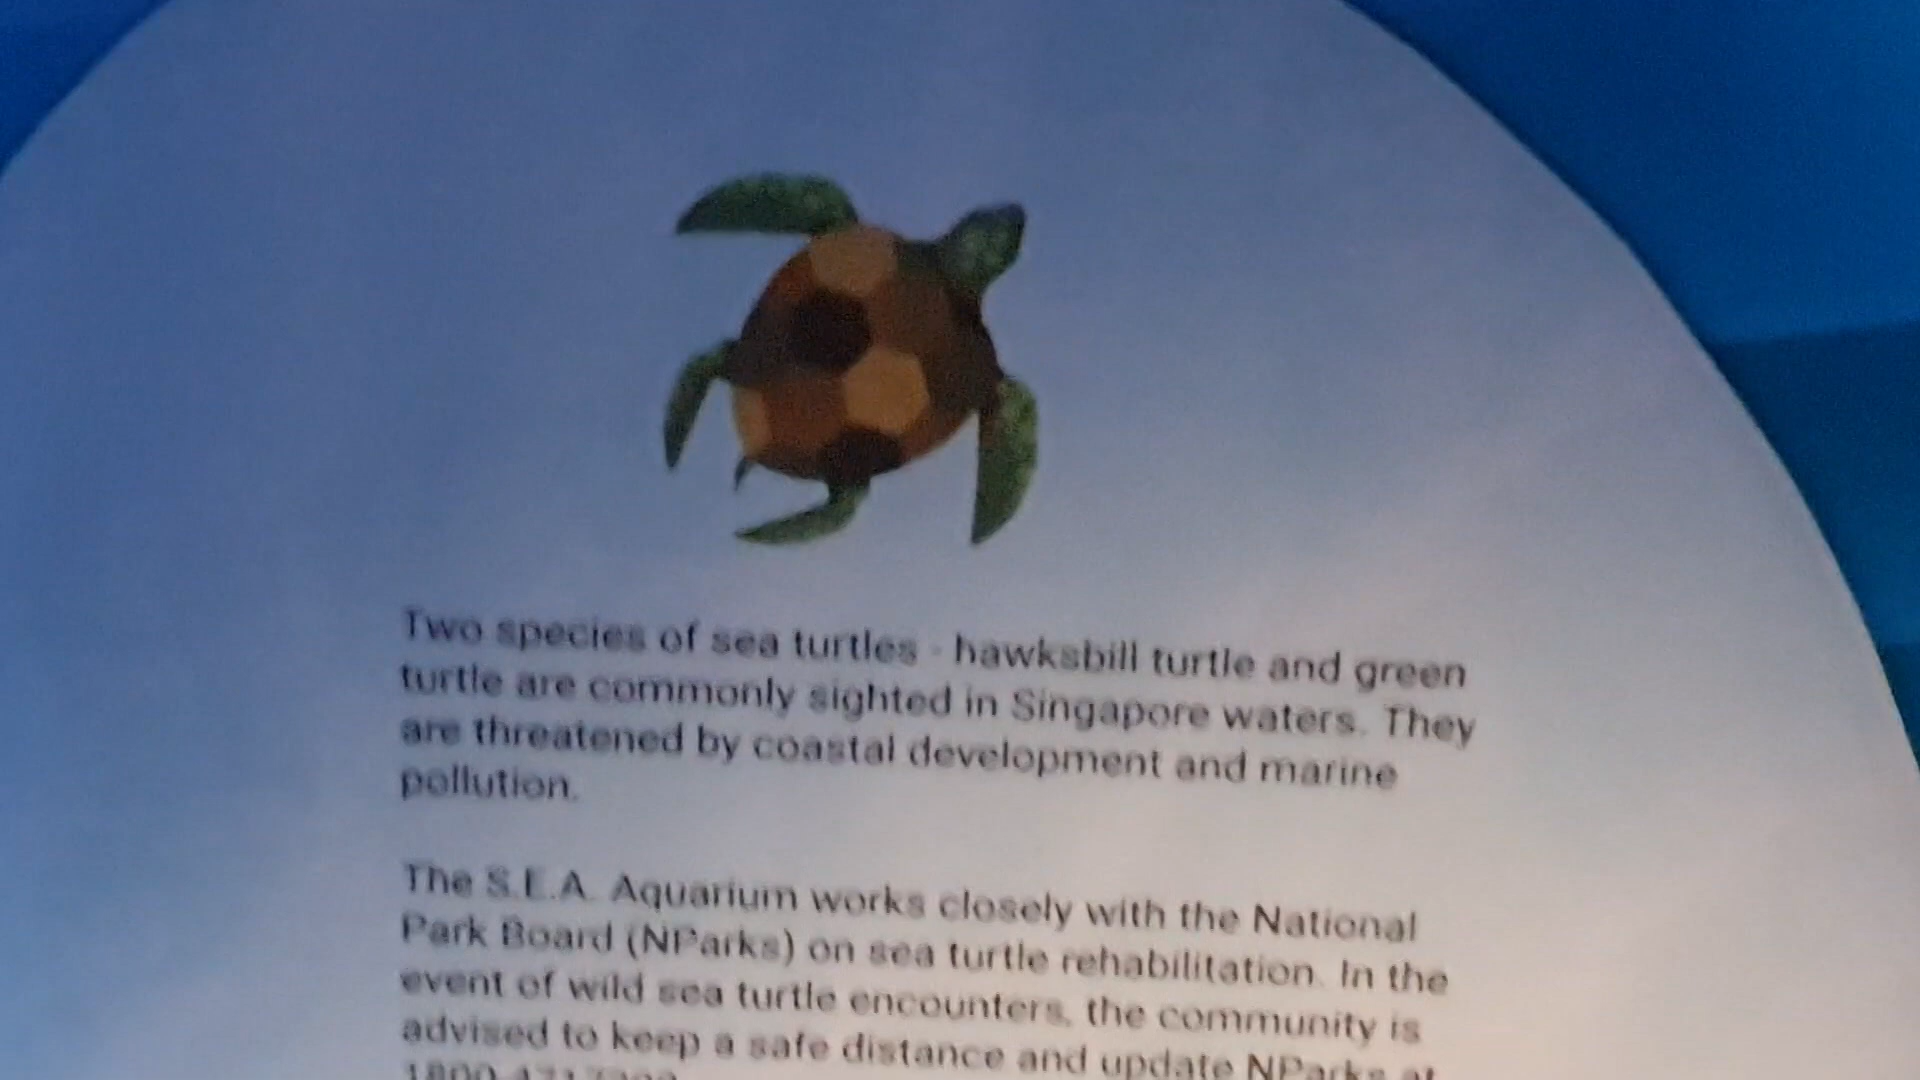 Two species of sea turtles - hawksbill turtle and green
turtle are commonly sighted in Singapore waters. They
are threatened by coastal development and marine
pollution.
The S.E.A. Aquarium works closely with the National
Park Board (NParks) on sea turtle rehabilitation. In the
event of wild sea turtle encounters, the community is
advised to keep a safe distance and update NParks at